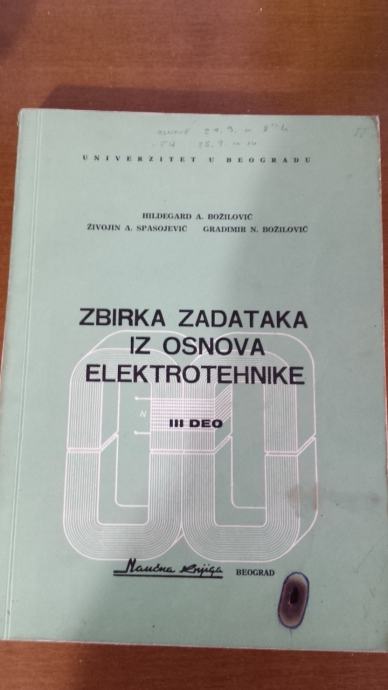 UNIVERZITET U BEOGRADU
HILDEGARD A. BOŽILOVIĆ
ŽIVOJIN A. SPASOJEVIĆ GRADIMIR N. BOŽILOVIĆ
ZBIRKA ZADATAKA
IZ OSNOVA
ELEKTROTEHNIKE
N
III DEO
Naučna knjiga BEOGRAD